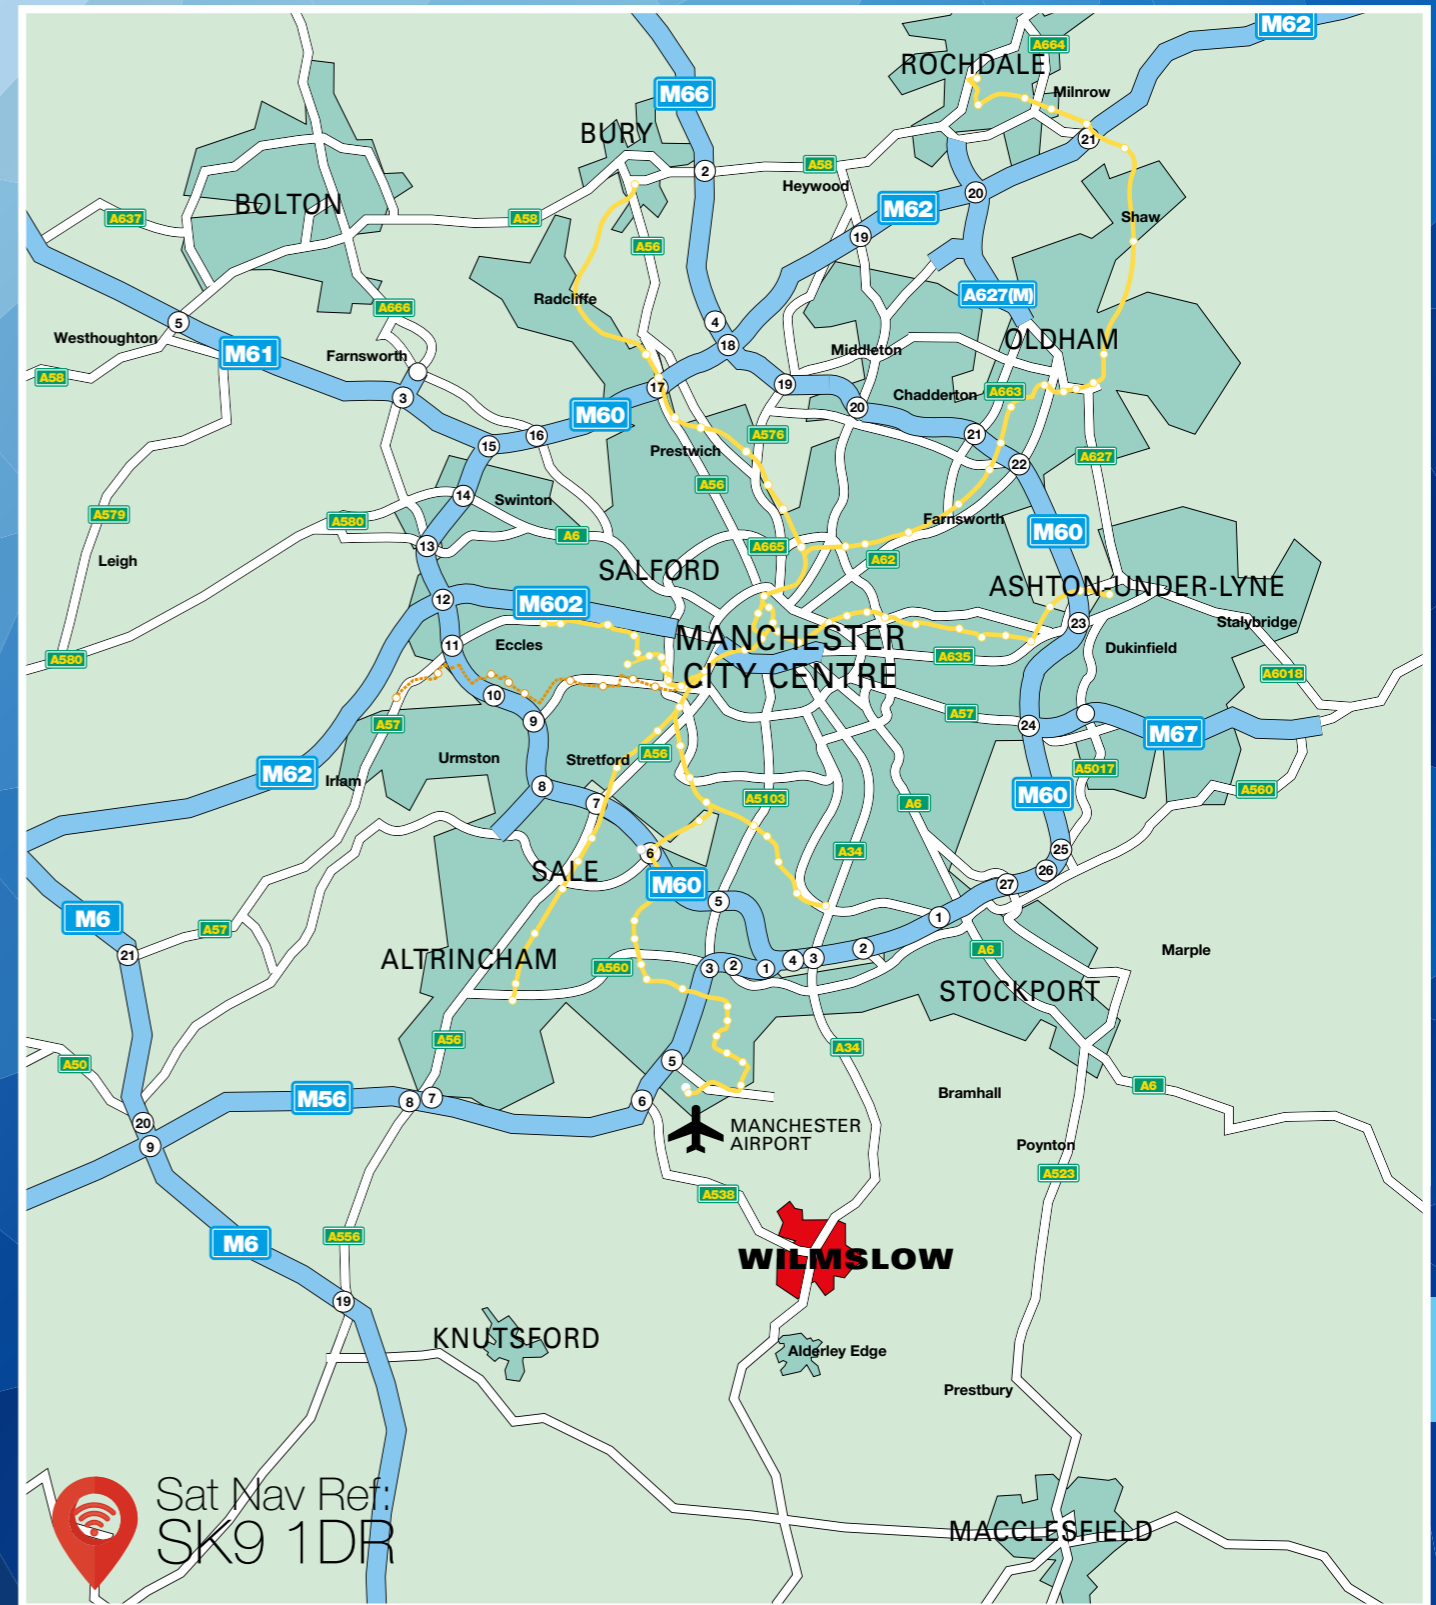 M62
A664
ROCHDALE
M66
Milnrow
BURY
21
2
A58
Heywood
20
BOLTON
A637
A58
M62
Shaw
19
A56
A627(M)
Radcliffe
A666
5
4
Westhoughton
M61
Farnsworth
18
Middleton
OLDHAM
A58
3
17
19
Chadderton
A663
M60
20
16
15
A576
21
Prestwich
A627
22
14
Swinton
A56
A579
A580
A6
Farnsworth
M60
13
A665
A62
Leigh
SALFORD
ASHTON-UNDER-LYNE
12
M602
23
Stalybridge
11
Eccles
MANCHESTER
CITY CENTRE
A635
Dukinfield
A580
A6018
10
9
A57
A57
24
M67
Urmston
Stretford
A56
M62
Irlam
A5017
8
7
A5103
A6
M60
A560
6
A34
25
SALE
26
M60
27
5
M6
1
A57
21
ALTRINCHAM
A560
3
2
1
4
3
2
A6
Marple
STOCKPORT
A56
A34
A50
5
A6
M56
8
7
6
Bramhall
20
9
MANCHESTER
AIRPORT
Poynton
A523
A538
M6
A556
WILMSLOW
19
KNUTSFORD
Alderley Edge
Prestbury
Sat Nav Ref:
SK9 1DR
MACCLESFIELD